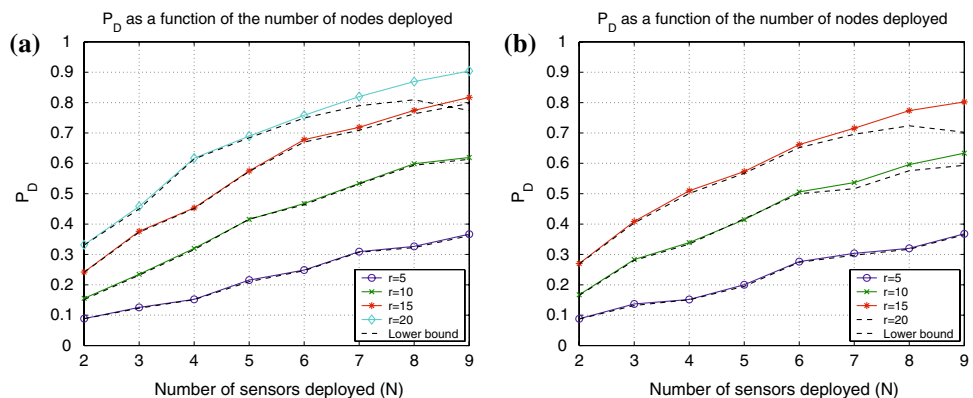 (a)
P_D as a function of the number of nodes deployed
1
0.9
0.8
0.7
0.6
0.5
0.4
0.3
0.2
0.1
0
P_D
2 3 4 5 6 7 8 9
Number of sensors deployed (N)
r=5
r=10
r=15
r=20
Lower bound
(b)
P_D as a function of the number of nodes deployed
1
0.9
0.8
0.7
0.6
0.5
0.4
0.3
0.2
0.1
0
P_D
2 3 4 5 6 7 8 9
Number of sensors deployed (N)
r=5
r=10
r=15
r=20
Lower bound